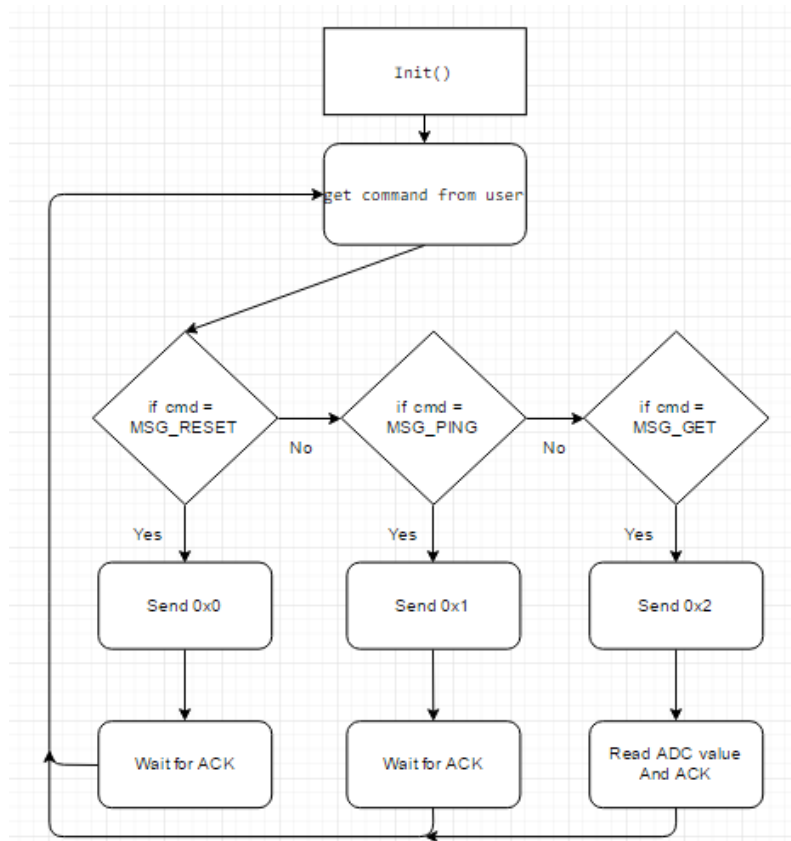 Init()
get command from user
if cmd =
MSG_RESET
if cmd =
MSG_PING
if cmd =
MSG_GET
No
No
Yes
Yes
Yes
Send 0x0
Send 0x1
Send 0x2
Wait for ACK
Wait for ACK
Read ADC value
And ACK